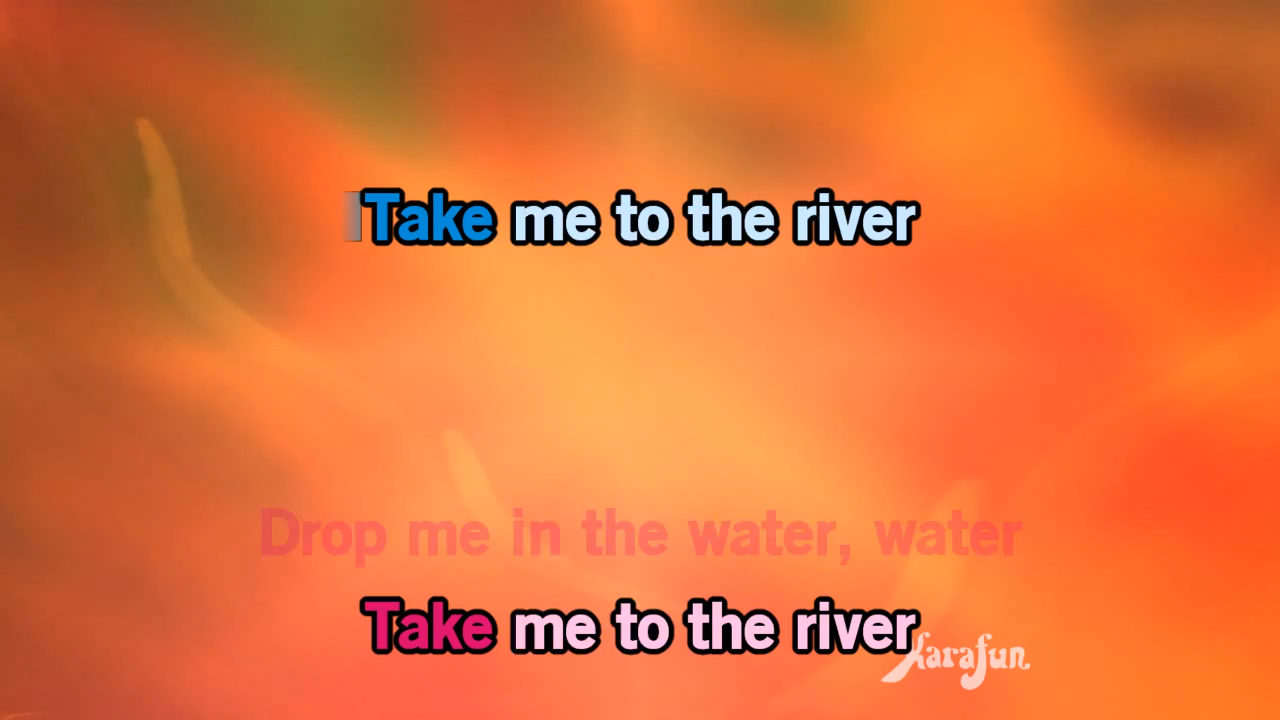 Take me to the river
Drop me in the water, water
Take me to the river
karafun